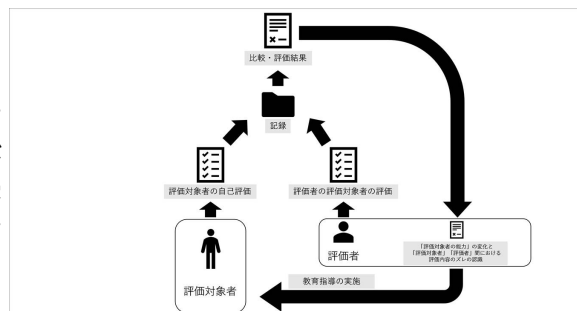 比較・評価結果
記録
評価対象者の自己評価
評価者の評価対象者の評価
評価者
「評価対象者の能力」の変化と
「評価対象者」「評価者」間における
評価内容のズレの認識
評価対象者
教育指導の実施